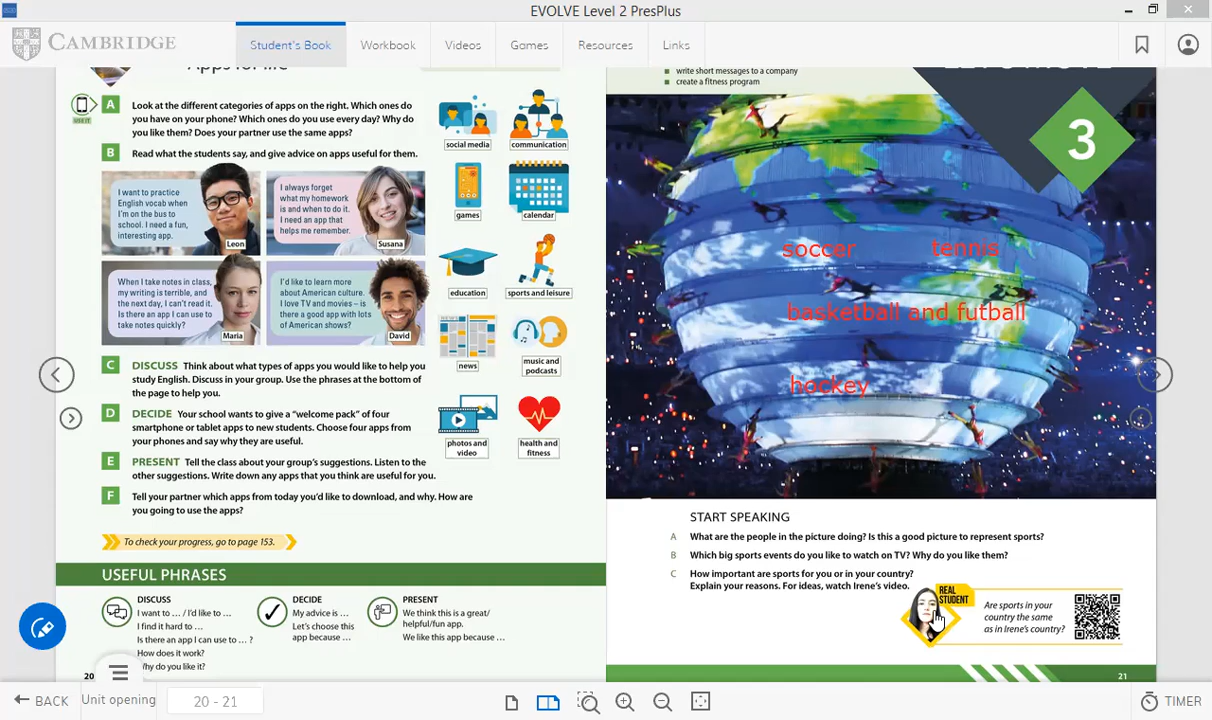 EVOLVE Level 2 PresPlus
CAMBRIDGE
Student's Book
Workbook
Videos
Games
Resources
Links
Apps for life
A
Look at the different categories of apps on the right. Which ones do
you have on your phone? Which ones do you use every day? Why do
you like them? Does your partner use the same apps?
USE IT
B
Read what the students say, and give advice on apps useful for them.
I want to practice
English vocab when
I'm on the bus to
school. I need a fun,
interesting app.
Leon
I always forget
what my homework
is and when to do it.
I need an app that
helps me remember.
Susana
When I take notes in class,
my writing is terrible, and
the next day, I can't read it.
Is there an app I can use to
take notes quickly?
Maria
I'd like to learn more
about American culture.
I love TV and movies – is
there a good app with lots
of American shows?
David
social media
communication
games
calendar
education
sports and leisure
news
music and
podcasts
photos and
video
health and
fitness
C
DISCUSS Think about what types of apps you would like to help you
study English. Discuss in your group. Use the phrases at the bottom of
the page to help you.
D
DECIDE Your school wants to give a “welcome pack” of four
smartphone or tablet apps to new students. Choose four apps from
your phones and say why they are useful.
E
PRESENT Tell the class about your group's suggestions. Listen to the
other suggestions. Write down any apps that you think are useful for you.
F
Tell your partner which apps from today you'd like to download, and why. How are
you going to use the apps?
To check your progress, go to page 153.
USEFUL PHRASES
DISCUSS
I want to … / I'd like to …
I find it hard to …
Is there an app I can use to … ?
How does it work?
Why do you like it?
DECIDE
My advice is …
Let's choose this
app because …
PRESENT
We think this is a great/
helpful/fun app.
We like this app because …
20
write short messages to a company
create a fitness program
3
soccer
tennis
basketball and futball
hockey
START SPEAKING
A What are the people in the picture doing? Is this a good picture to represent sports?
B Which big sports events do you like to watch on TV? Why do you like them?
C How important are sports for you or in your country?
Explain your reasons. For ideas, watch Irene's video.
REAL
STUDENT
Are sports in your
country the same
as in Irene's country?
21
BACK
Unit opening
20 - 21
TIMER